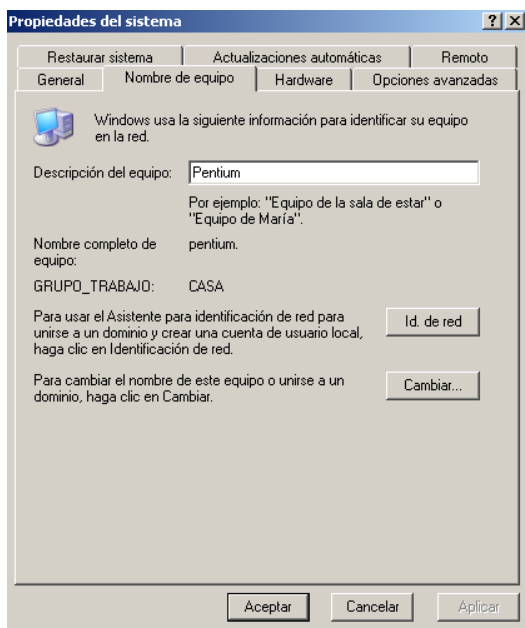 Propiedades del sistema
Restaurar sistema
Actualizaciones automáticas
Remoto
General
Nombre de equipo
Hardware
Opciones avanzadas
Windows usa la siguiente información para identificar su equipo
en la red.
Descripción del equipo:
Pentium
Por ejemplo: "Equipo de la sala de estar" o
"Equipo de María".
Nombre completo de
equipo:
pentium.
GRUPO_TRABAJO:
CASA
Para usar el Asistente para identificación de red para
unirse a un dominio y crear una cuenta de usuario local,
haga clic en Identificación de red.
Id. de red
Para cambiar el nombre de este equipo o unirse a un
dominio, haga clic en Cambiar.
Cambiar...
Aceptar
Cancelar
Aplicar